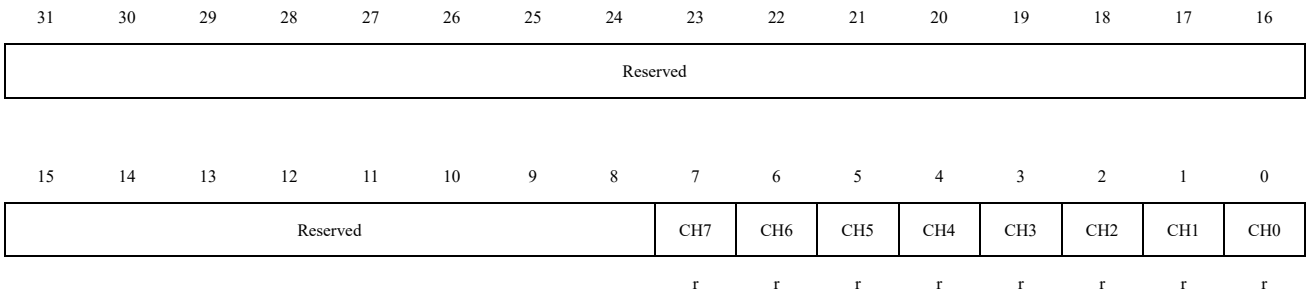 31 30 29 28 27 26 25 24 23 22 21 20 19 18 17 16
Reserved
15 14 13 12 11 10 9 8 7 6 5 4 3 2 1 0
Reserved CH7 CH6 CH5 CH4 CH3 CH2 CH1 CH0
r r r r r r r r